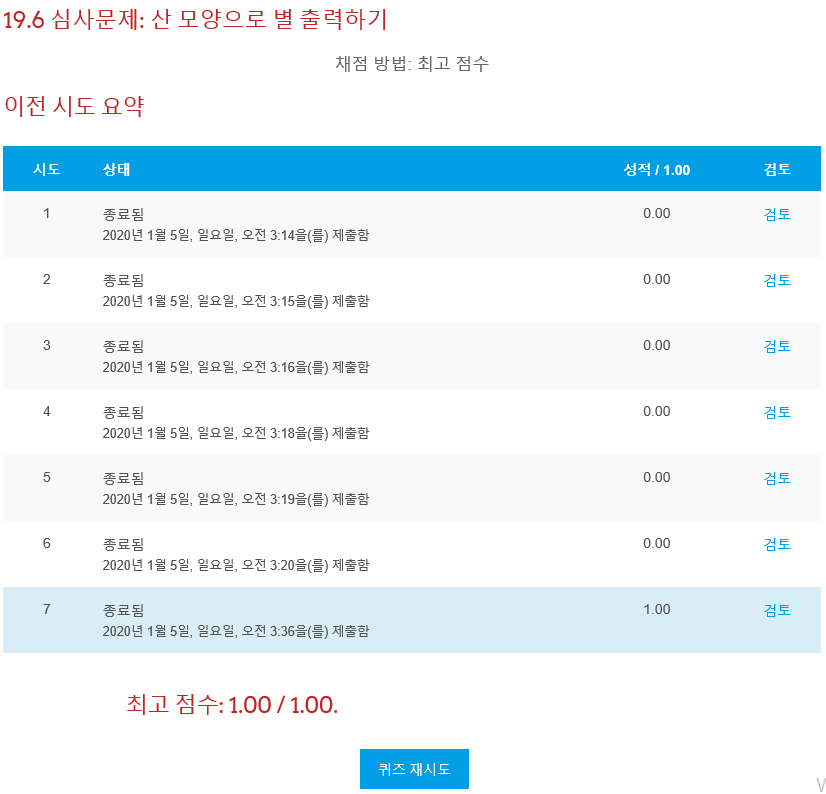 19.6 심사문제: 산 모양으로 별 출력하기
채점 방법: 최고 점수
이전 시도 요약
시도 상태 성적 / 1.00 검토
1 종료됨 0.00 검토
2020년 1월 5일, 일요일, 오전 3:14을(를) 제출함
2 종료됨 0.00 검토
2020년 1월 5일, 일요일, 오전 3:15을(를) 제출함
3 종료됨 0.00 검토
2020년 1월 5일, 일요일, 오전 3:16을(를) 제출함
4 종료됨 0.00 검토
2020년 1월 5일, 일요일, 오전 3:18을(를) 제출함
5 종료됨 0.00 검토
2020년 1월 5일, 일요일, 오전 3:19을(를) 제출함
6 종료됨 0.00 검토
2020년 1월 5일, 일요일, 오전 3:20을(를) 제출함
7 종료됨 1.00 검토
2020년 1월 5일, 일요일, 오전 3:36을(를) 제출함
최고 점수: 1.00 / 1.00.
퀴즈 재시도